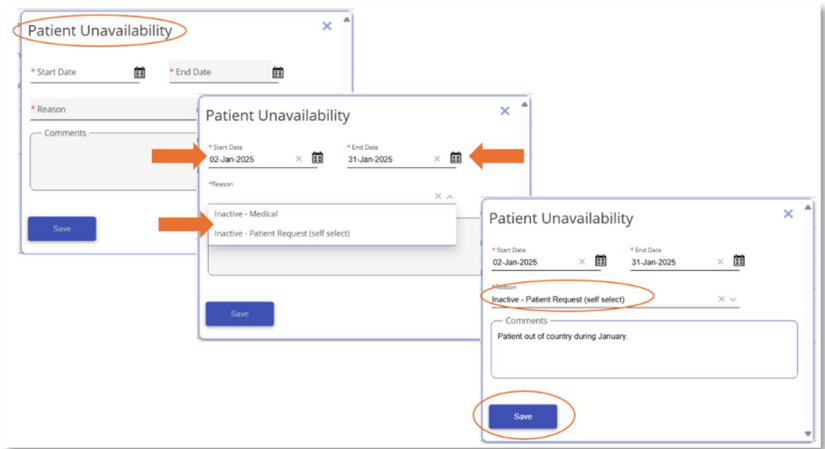 Patient Unavailability
* Start Date
* End Date
* Reason
Comments
Save
Patient Unavailability
* Start Date
* End Date
02-Jan-2025
31-Jan-2025
*Reason
Inactive - Medical
Inactive - Patient Request (self select)
Save
Patient Unavailability
* Start Date
* End Date
02-Jan-2025
31-Jan-2025
*Reason
Inactive - Patient Request (self select)
Comments
Patient out of country during January.
Save